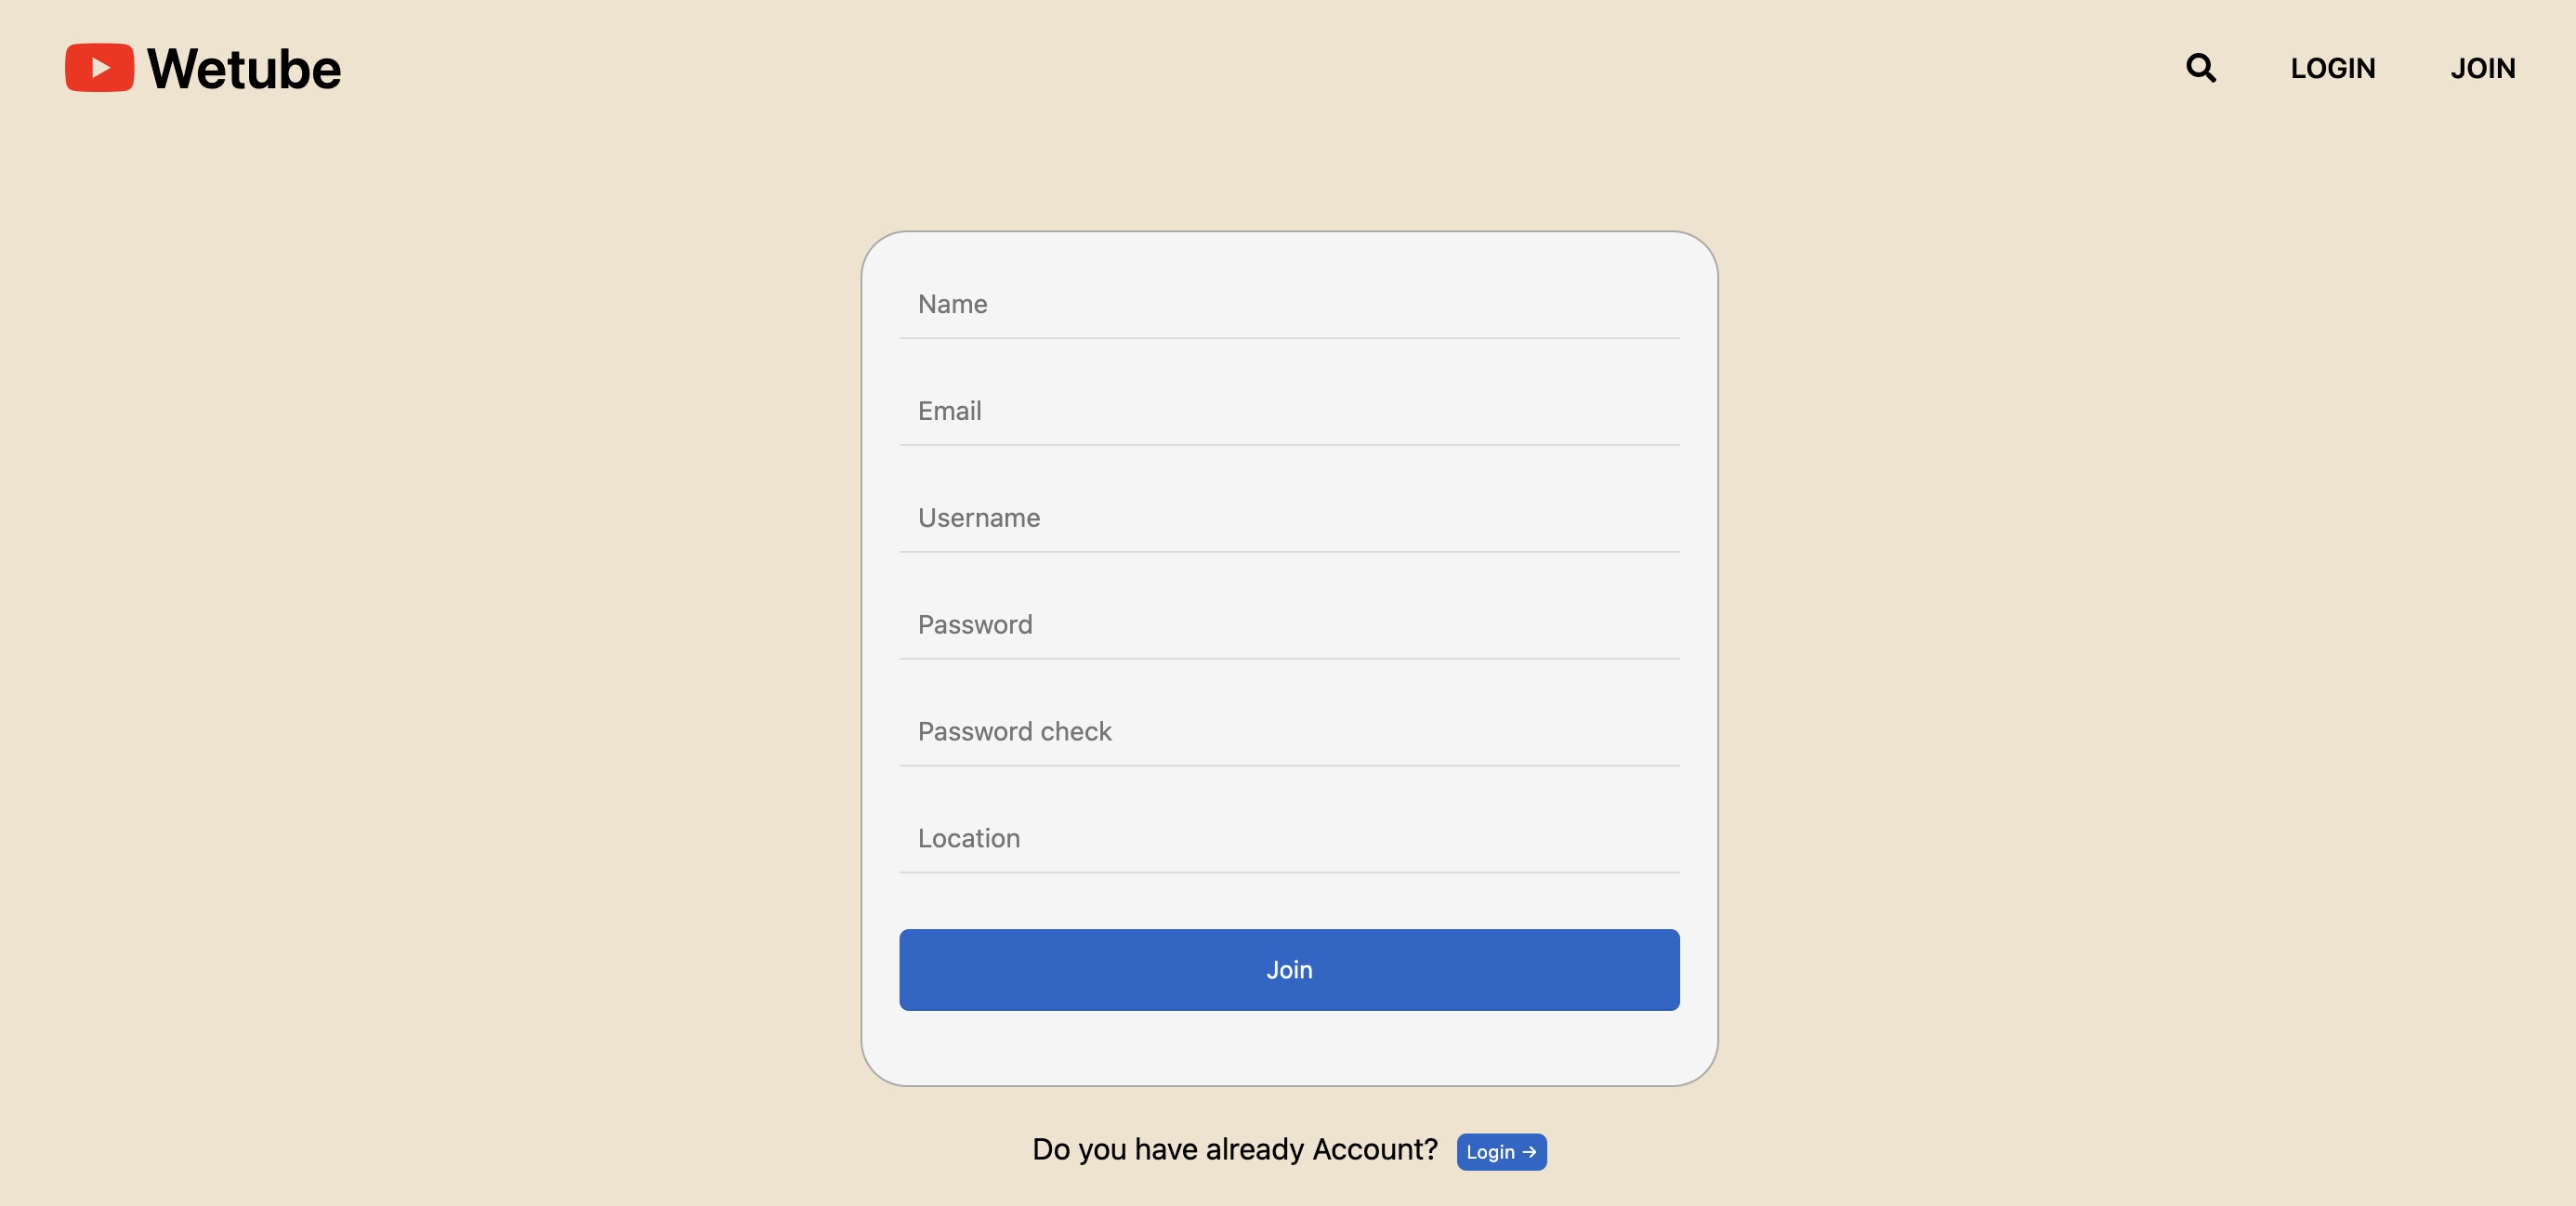 Wetube
LOGIN
JOIN
Name
Email
Username
Password
Password check
Location
Join
Do you have already Account?
Login →